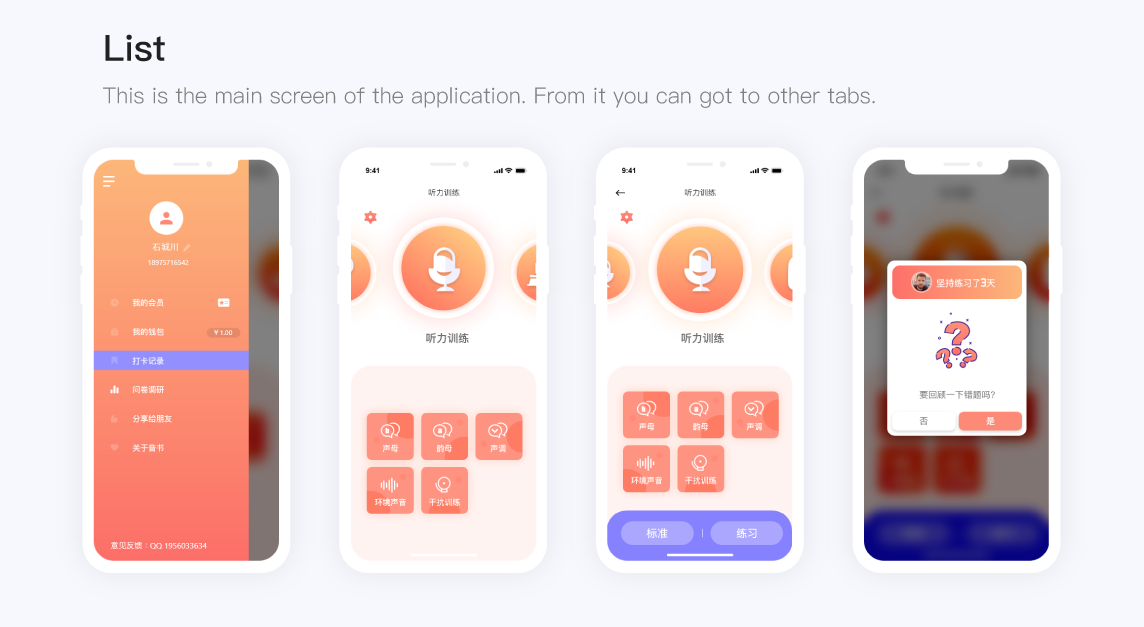 List
This is the main screen of the application. From it you can got to other tabs.
石城川
18975716542
我的会员
我的钱包
¥ 1.00
打卡记录
问卷调研
分享给朋友
关于音书
意见反馈：QQ 1956033634
9:41
听力训练
听力训练
声母
韵母
声调
环境声音
干扰训练
9:41
听力训练
听力训练
声母
韵母
声调
环境声音
干扰训练
标准
练习
坚持练习了3天
要回顾一下错题吗?
否
是